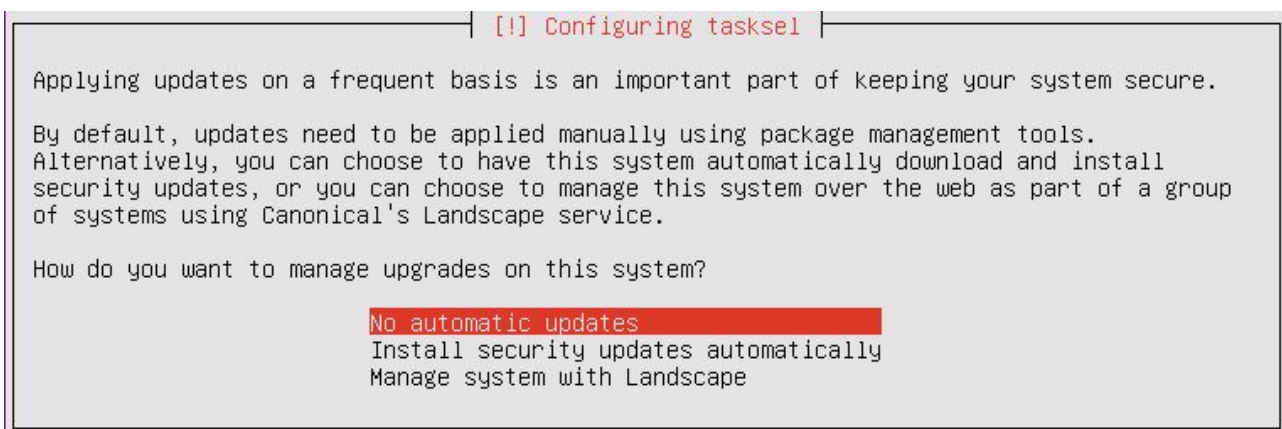 [!] Configuring tasksel
Applying updates on a frequent basis is an important part of keeping your system secure.
By default, updates need to be applied manually using package management tools.
Alternatively, you can choose to have this system automatically download and install
security updates, or you can choose to manage this system over the web as part of a group
of systems using Canonical's Landscape service.
How do you want to manage upgrades on this system?
No automatic updates
Install security updates automatically
Manage system with Landscape